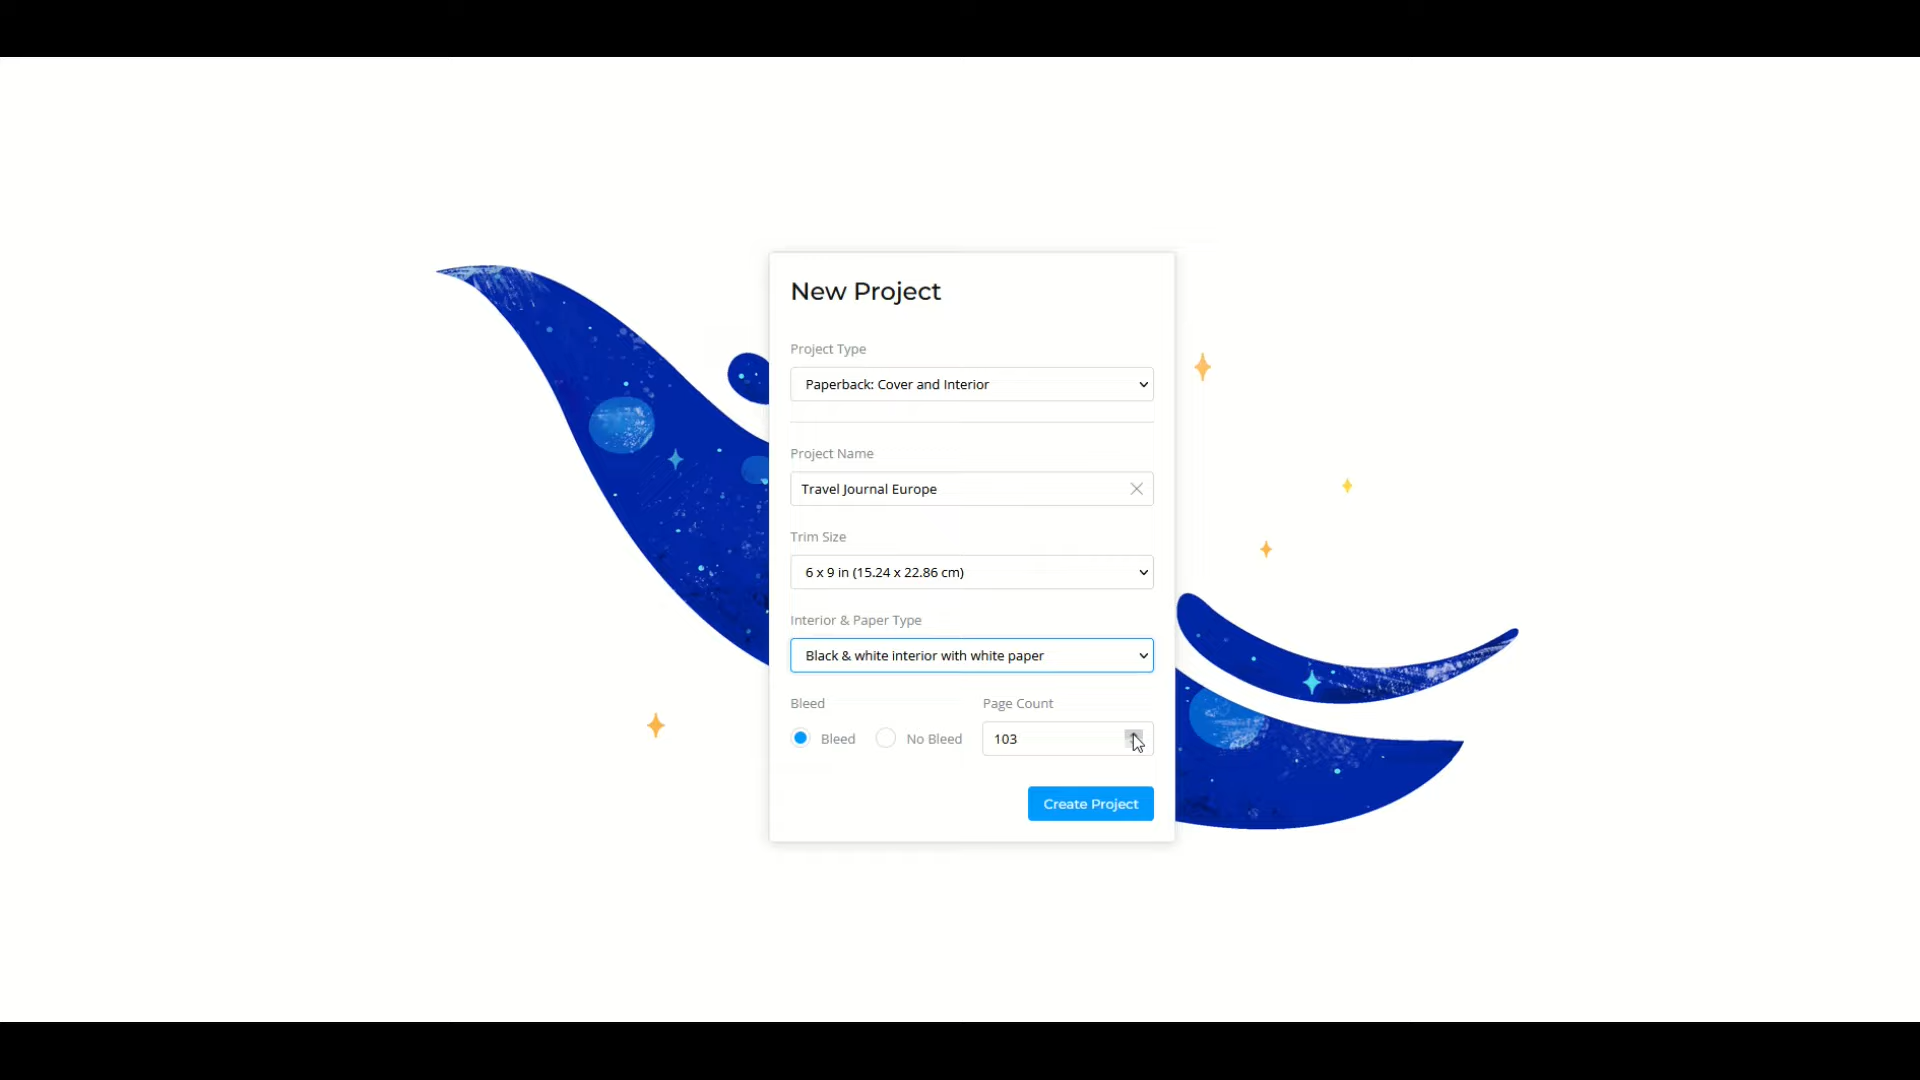 New Project
Project Type
Paperback: Cover and Interior
Project Name
Travel Journal Europe
Trim Size
6 x 9 in (15.24 x 22.86 cm)
Interior & Paper Type
Black & white interior with white paper
Bleed Page Count
Bleed No Bleed 103
Create Project